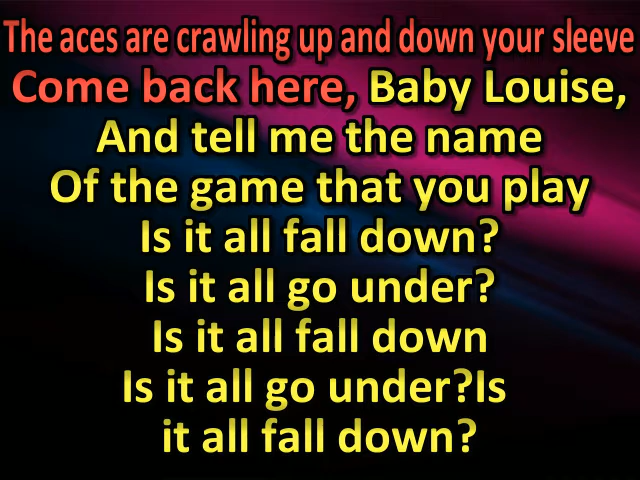 The aces are crawling up and down your sleeve
Come back here, Baby Louise,
And tell me the name
Of the game that you play
Is it all fall down?
Is it all go under?
Is it all fall down
Is it all go under?Is
it all fall down?